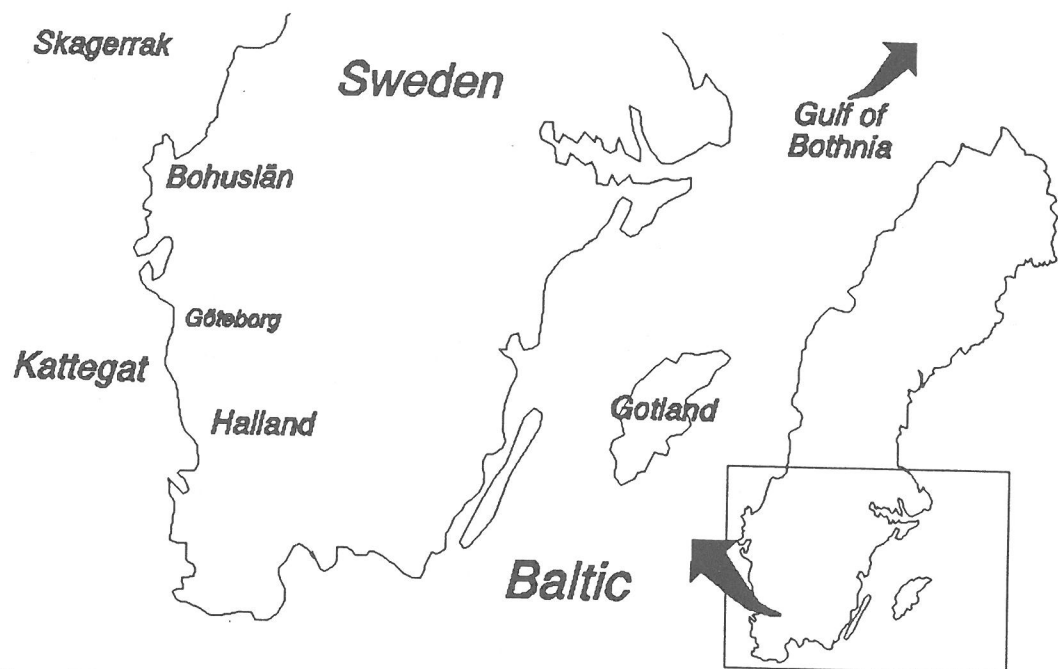 Skagerrak
Sweden
Gulf of
Bothnia
Bohuslän
Göteborg
Kattegat
Gotland
Halland
Baltic